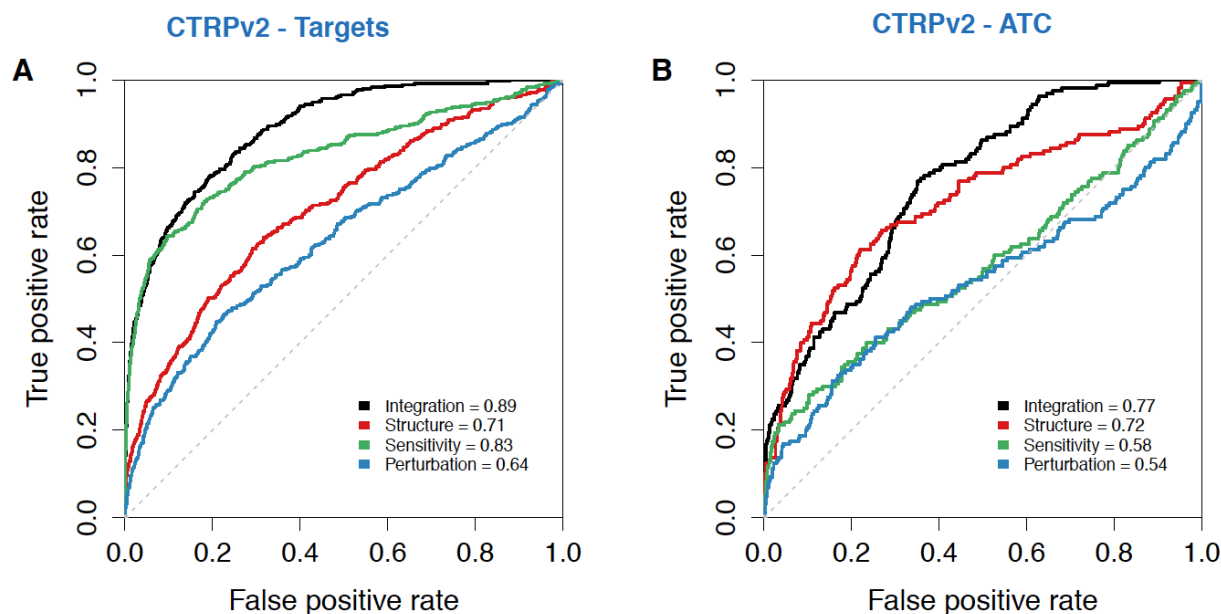 CTRPv2 - Targets
A
True positive rate
1.0
0.8
0.6
0.4
0.2
0.0
Integration = 0.89
Structure = 0.71
Sensitivity = 0.83
Perturbation = 0.64
0.0 0.2 0.4 0.6 0.8 1.0
False positive rate
CTRPv2 - ATC
B
True positive rate
1.0
0.8
0.6
0.4
0.2
0.0
Integration = 0.77
Structure = 0.72
Sensitivity = 0.58
Perturbation = 0.54
0.0 0.2 0.4 0.6 0.8 1.0
False positive rate